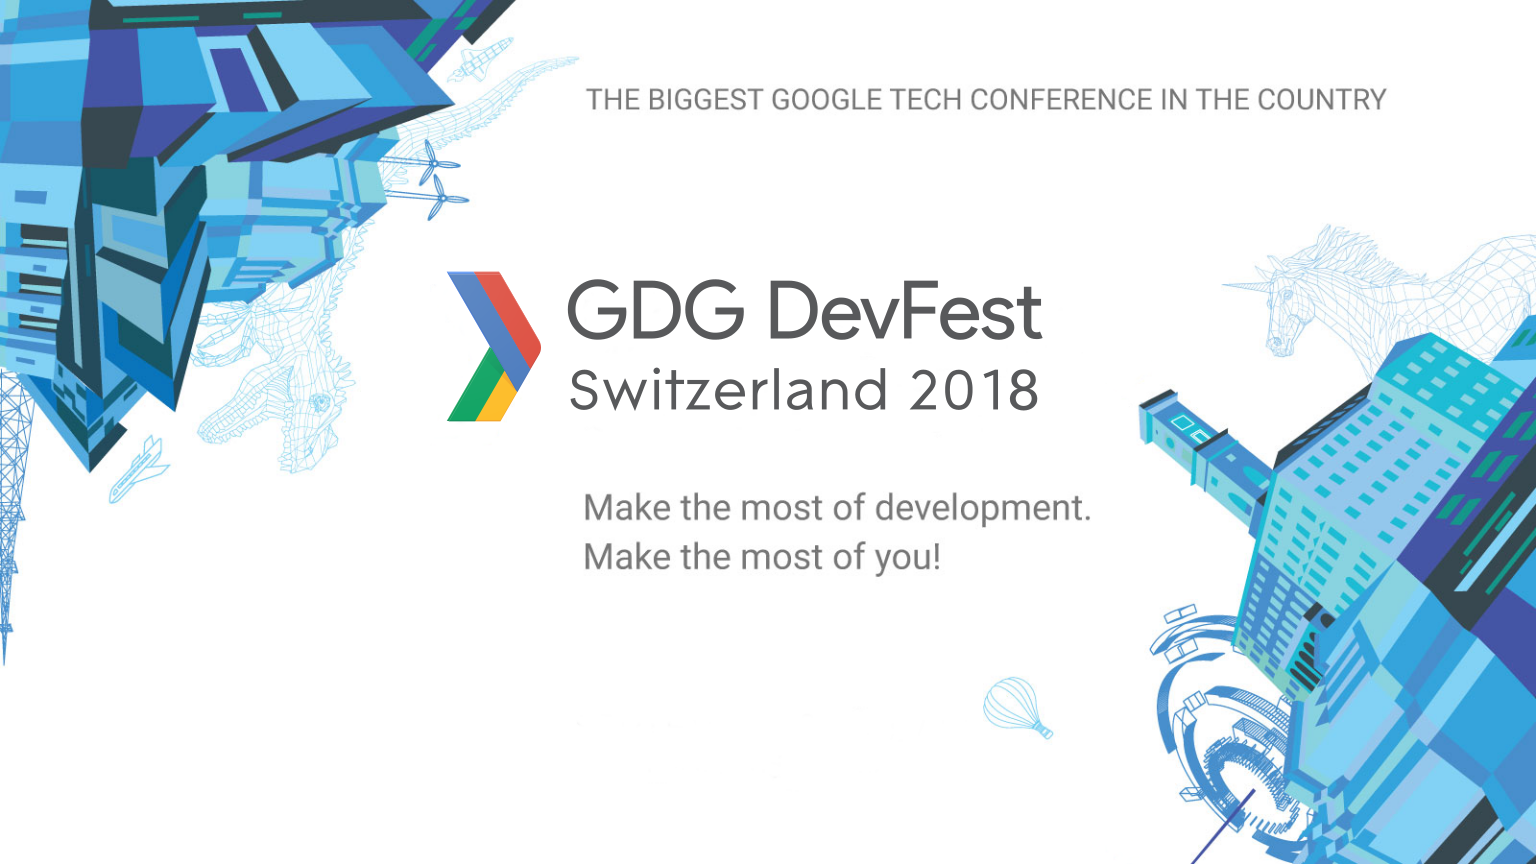 THE BIGGEST GOOGLE TECH CONFERENCE IN THE COUNTRY
GDG DevFest
Switzerland 2018
Make the most of development.
Make the most of you!